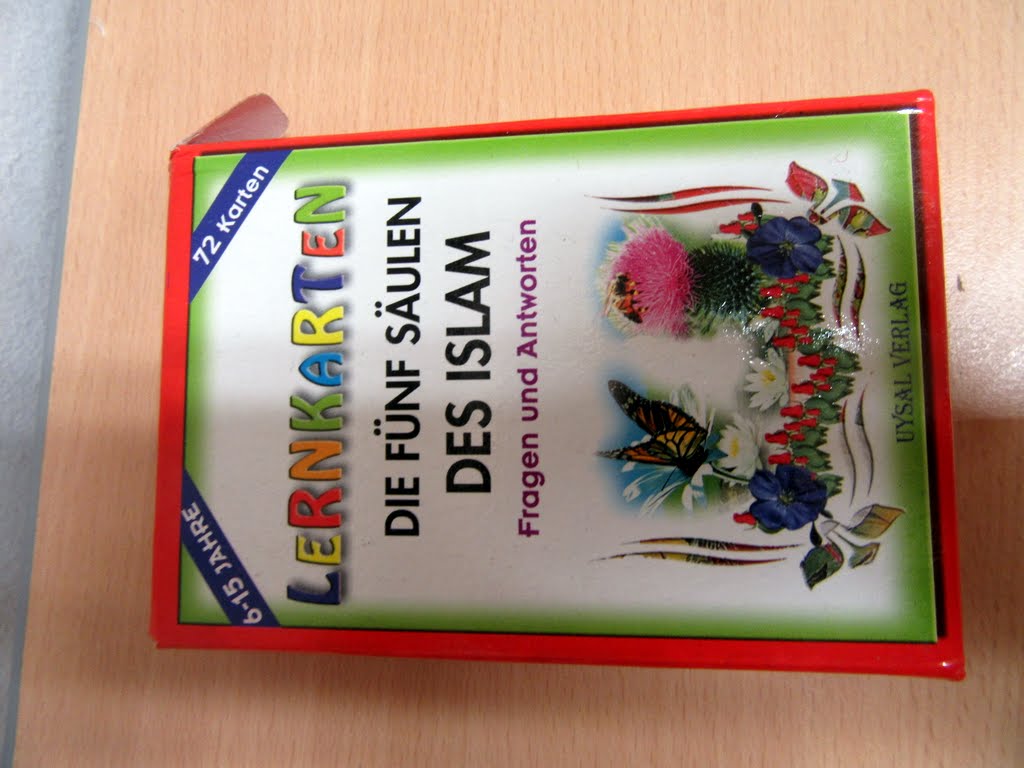 6-15 JAHRE
72 Karten
LERNKARTEN
DIE FÜNF SÄULEN
DES ISLAM
Fragen und Antworten
UYSAL VERLAG